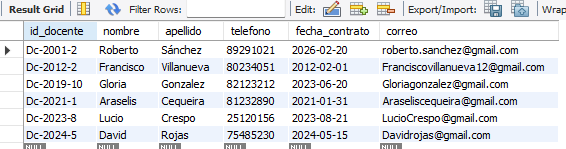 Result Grid Filter Rows: Edit: Export/Import: Wrap
id_docente nombre apellido telefono fecha_contrato correo
Dc-2001-2 Roberto Sánchez 89291021 2026-02-20 roberto.sanchez@gmail.com
Dc-2012-2 Francisco Villanueva 80234051 2012-02-01 Franciscovillanueva12@gmail.com
Dc-2019-10 Gloria Gonzalez 82123212 2023-06-20 Gloriagonzalez@gmail.com
Dc-2021-1 Araselis Cequeira 81232890 2021-01-31 Araseliscequeira@gmail.com
Dc-2023-8 Lucio Crespo 25120156 2023-08-21 LucioCrespo@gmail.com
Dc-2024-5 David Rojas 75485230 2024-05-15 Davidrojas@gmail.com
NULL NULL NULL NULL NULL NULL